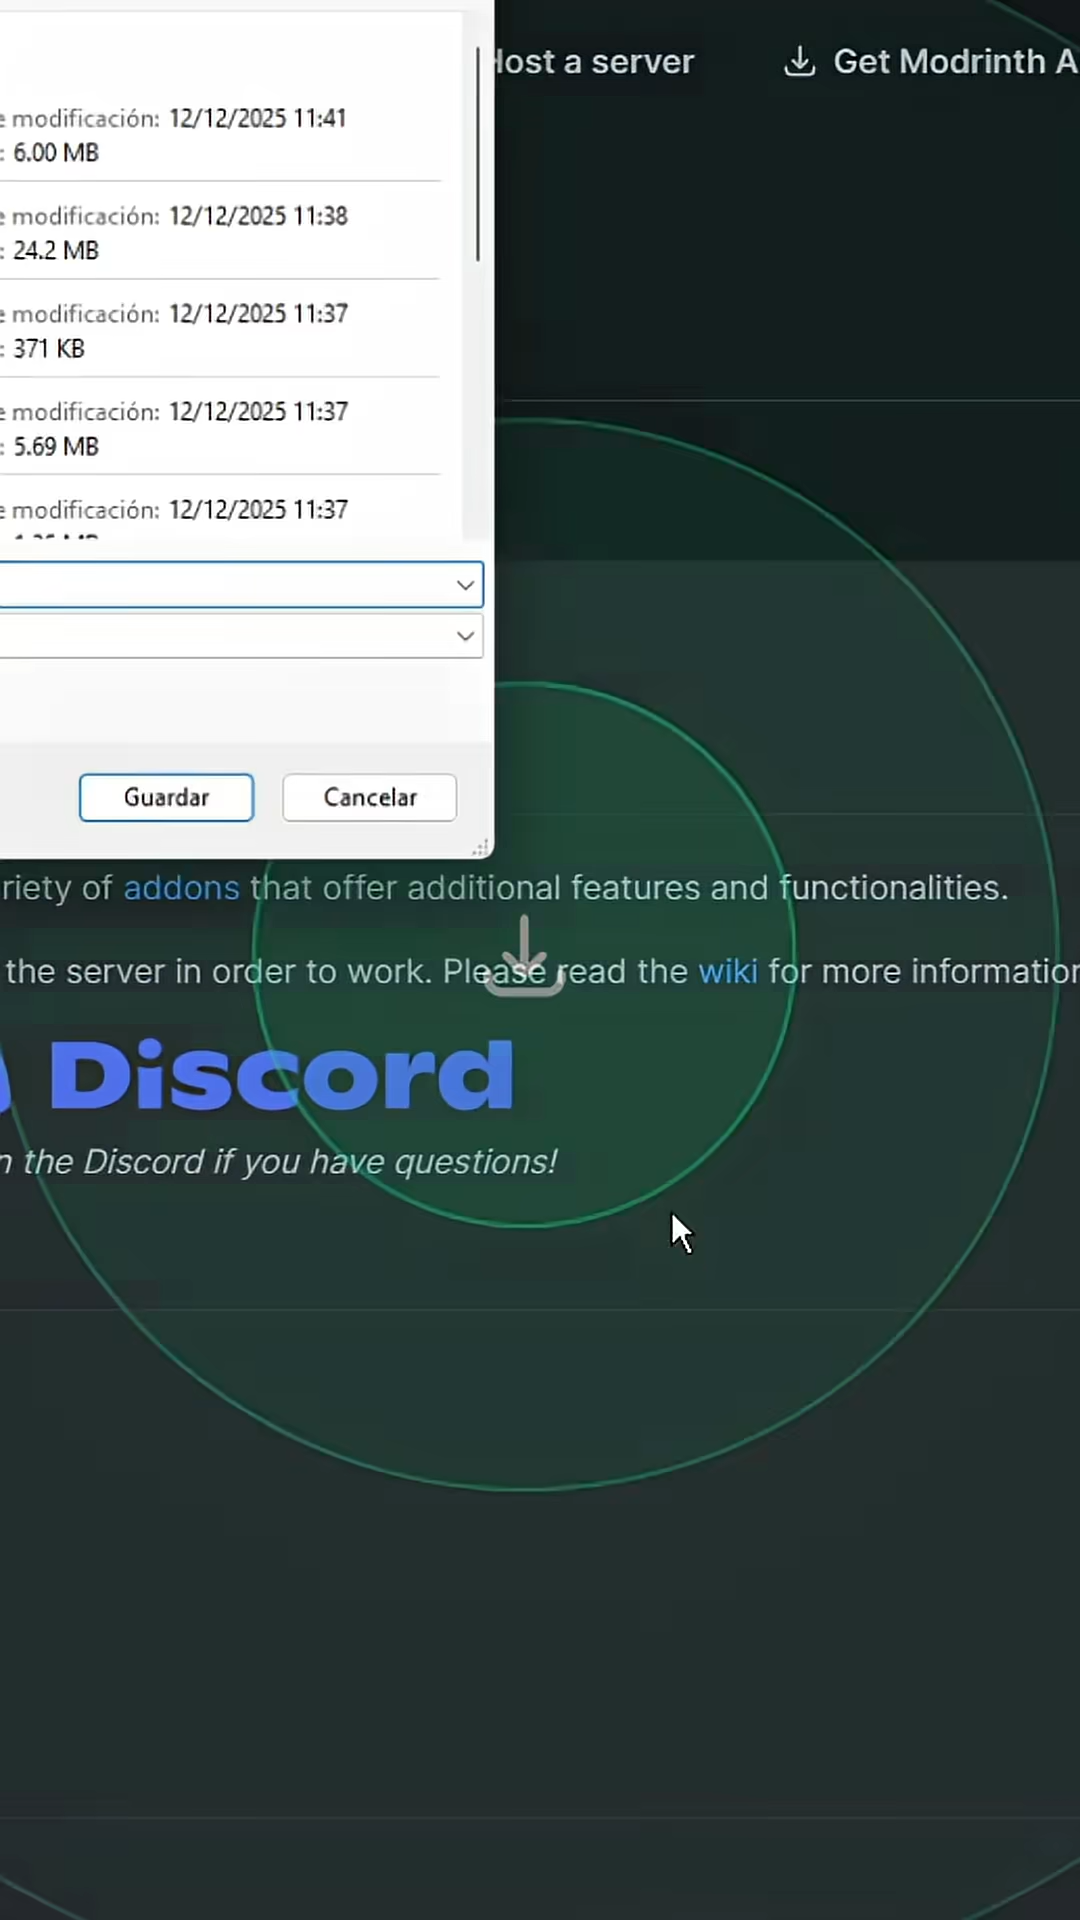 Host a server
Get Modrinth A
e modificación: 12/12/2025 11:41
: 6.00 MB
e modificación: 12/12/2025 11:38
: 24.2 MB
e modificación: 12/12/2025 11:37
: 371 KB
e modificación: 12/12/2025 11:37
: 5.69 MB
e modificación: 12/12/2025 11:37
Guardar
Cancelar
riety of addons that offer additional features and functionalities.
the server in order to work. Please read the wiki for more information
Discord
n the Discord if you have questions!